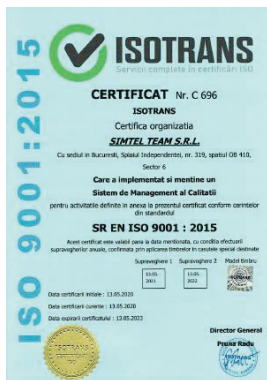 ISO 9001:2015
ISOTRANS
Servicii complete in certificări ISO
CERTIFICAT Nr. C 696
ISOTRANS
Certifica organizatia
SIMTEL TEAM S.R.L.
Cu sediul in Bucuresti, Splaiul Independentei, nr. 319, spatiul OB 410,
Sector 6
Care a implementat si mentine un
Sistem de Management al Calitatii
pentru activitatile definite in anexa la prezentul certificat conform cerintelor
din standardul
SR EN ISO 9001 : 2015
Acest certificat este valabil pana la data mentionata, cu conditia efectuarii
supravegherilor anuale, confirmata prin aplicarea timbrelor in casutele special destinate
Supraveghere 1 Supraveghere 2 Model timbru
13.05. 13.05.
2021 2022
Data certificarii initiale : 13.05.2020
Data certificarii curente : 13.05.2020
Data expirarii certificatului : 13.05.2023
Director General
Preura Radu
ISOTRANS
ISOTRANS